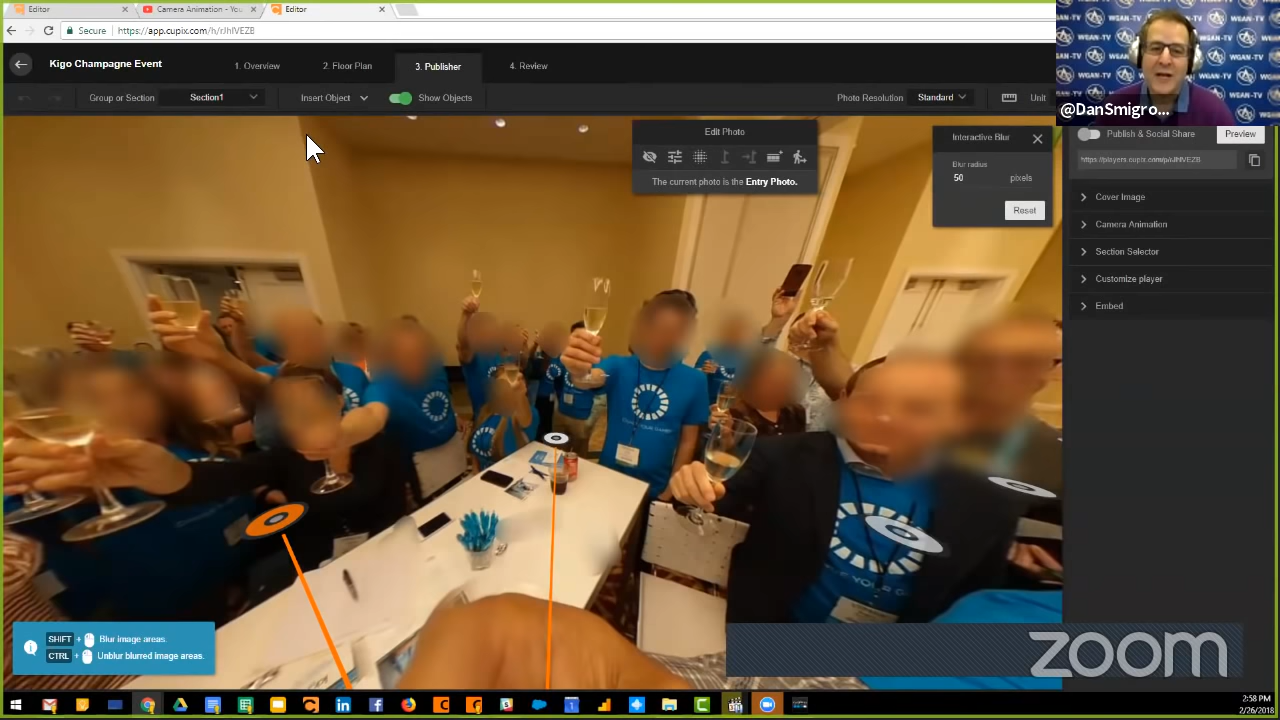 Editor
Camera Animation - You
Editor
Secure
https://app.cupix.com/h/rJhIVEZB
Kigo Champagne Event
1. Overview
2. Floor Plan
3. Publisher
4. Review
Group or Section
Section1
Insert Object
Show Objects
Photo Resolution
Standard
Unit
WGAN-TV
@DanSmigro...
Edit Photo
The current photo is the Entry Photo.
Interactive Blur
Blur radius
50
pixels
Reset
Publish & Social Share
Preview
https://players.cupix.com/p/rJHVEZB
Cover Image
Camera Animation
Section Selector
Customize player
Embed
SHIFT + Blur image areas.
CTRL + Unblur blurred image areas.
zoom
2:58 PM
2/26/2018